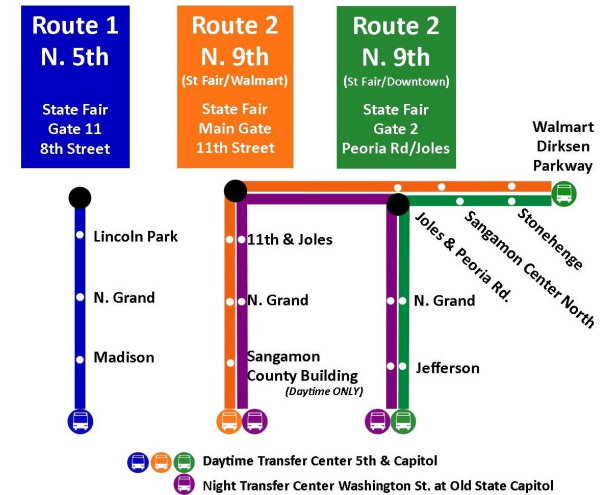 Route 1
N. 5th
State Fair
Gate 11
8th Street
Route 2
N. 9th
(St Fair/Walmart)
State Fair
Main Gate
11th Street
Route 2
N. 9th
(St Fair/Downtown)
State Fair
Gate 2
Peoria Rd/Joles
Walmart
Dirksen
Parkway
Lincoln Park
N. Grand
Madison
11th & Joles
N. Grand
Sangamon
County Building
(Daytime ONLY)
Joles & Peoria Rd.
Sangamon Center North
Stonehenge
N. Grand
Jefferson
Daytime Transfer Center 5th & Capitol
Night Transfer Center Washington St. at Old State Capitol